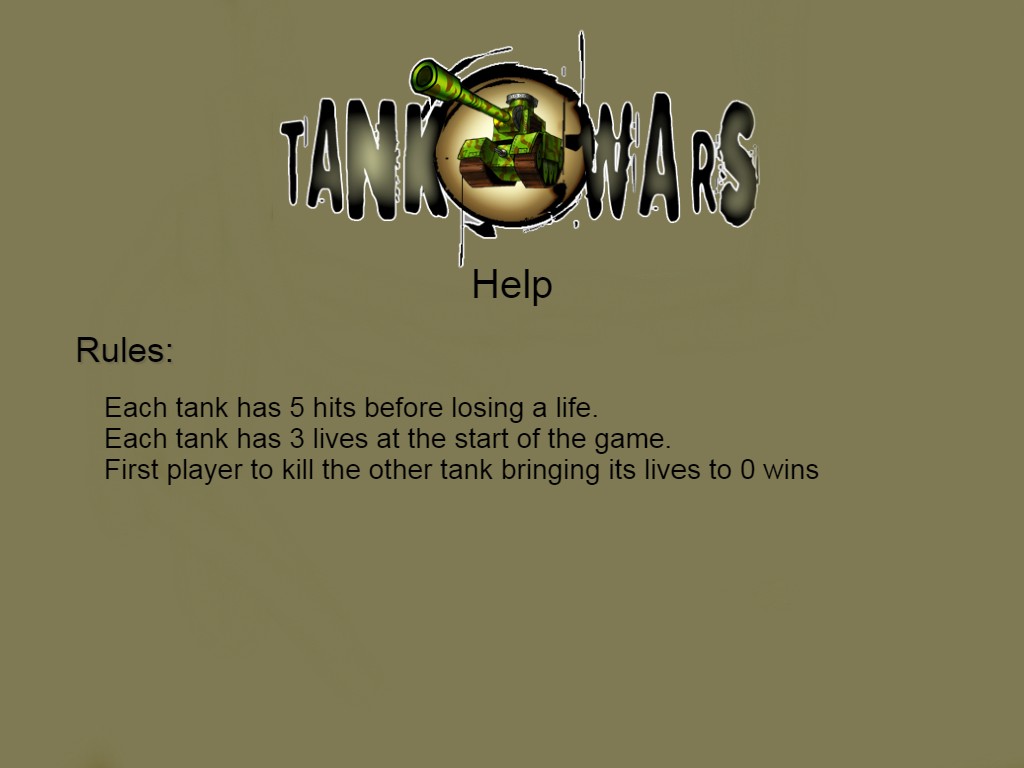 TANK WARS
Help
Rules:
Each tank has 5 hits before losing a life.
Each tank has 3 lives at the start of the game.
First player to kill the other tank bringing its lives to 0 wins